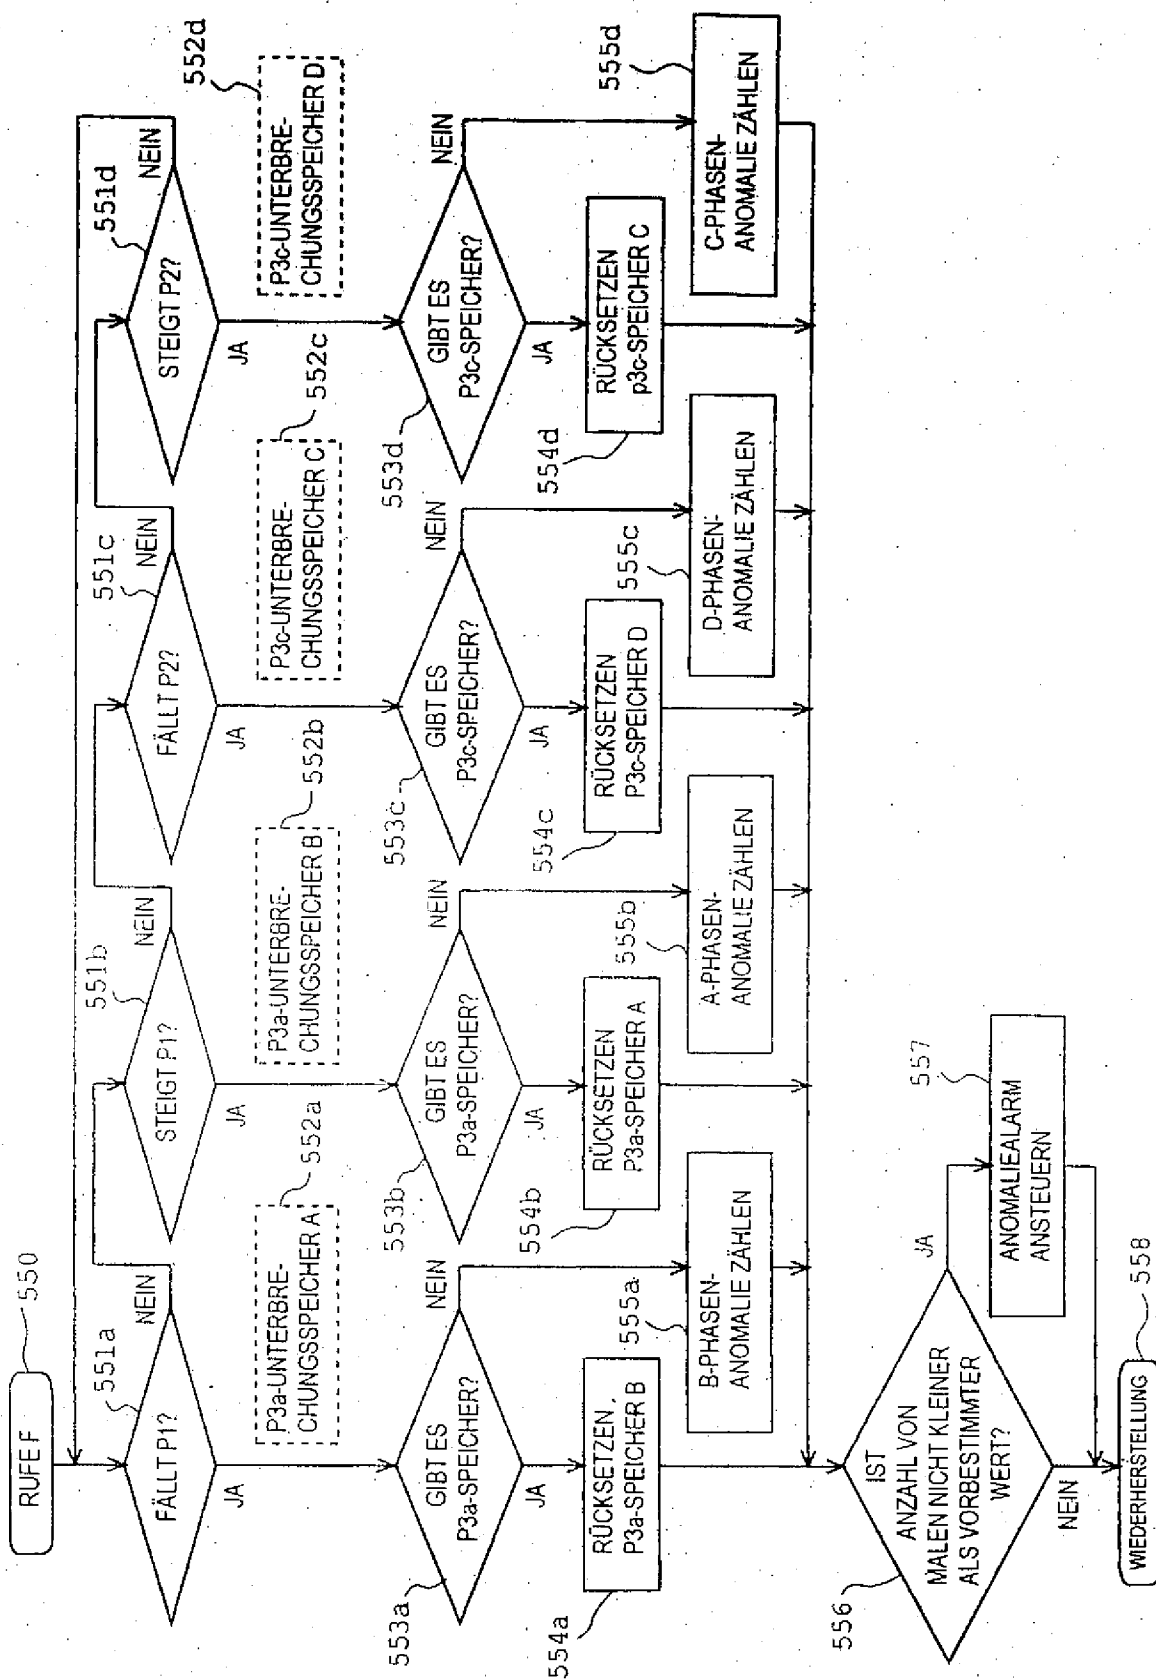 RUFE F
550
FÄLLT P1?
551a
NEIN
JA
STEIGT P1?
551b
NEIN
JA
FÄLLT P2?
551c
NEIN
JA
STEIGT P2?
551d
NEIN
JA
P3a-UNTERBRE-
CHUNGSSPEICHER A
552a
P3a-UNTERBRE-
CHUNGSSPEICHER B
552b
P3c-UNTERBRE-
CHUNGSSPEICHER C
552c
P3c-UNTERBRE-
CHUNGSSPEICHER D
552d
GIBT ES
P3a-SPEICHER?
553a
NEIN
JA
GIBT ES
P3a-SPEICHER?
553b
NEIN
JA
GIBT ES
P3c-SPEICHER?
553c
NEIN
JA
GIBT ES
P3c-SPEICHER?
553d
NEIN
JA
RÜCKSETZEN,
P3a-SPEICHER B
554a
RÜCKSETZEN
P3a-SPEICHER A
554b
RÜCKSETZEN
P3c-SPEICHER D
554c
RÜCKSETZEN
p3c-SPEICHER C
554d
B-PHASEN-
ANOMALIE ZÄHLEN
555a
A-PHASEN-
ANOMALIE ZÄHLEN
555b
D-PHASEN-
ANOMALIE ZÄHLEN
555c
C-PHASEN-
ANOMALIE ZÄHLEN
555d
IST
ANZAHL VON
MALEN NICHT KLEINER
ALS VORBESTIMMTER
WERT?
556
JA
NEIN
ANOMALIEALARM
ANSTEUERN
557
WIEDERHERSTELLUNG
558